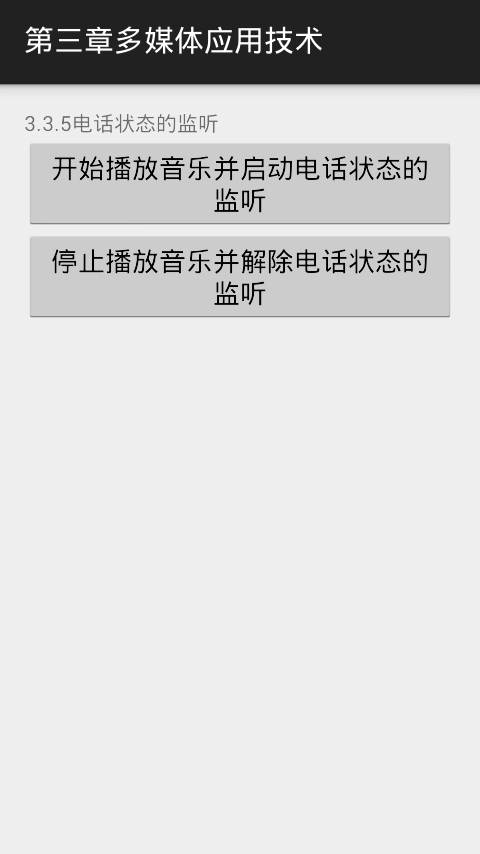 第三章多媒体应用技术
3.3.5电话状态的监听
开始播放音乐并启动电话状态的
监听
停止播放音乐并解除电话状态的
监听